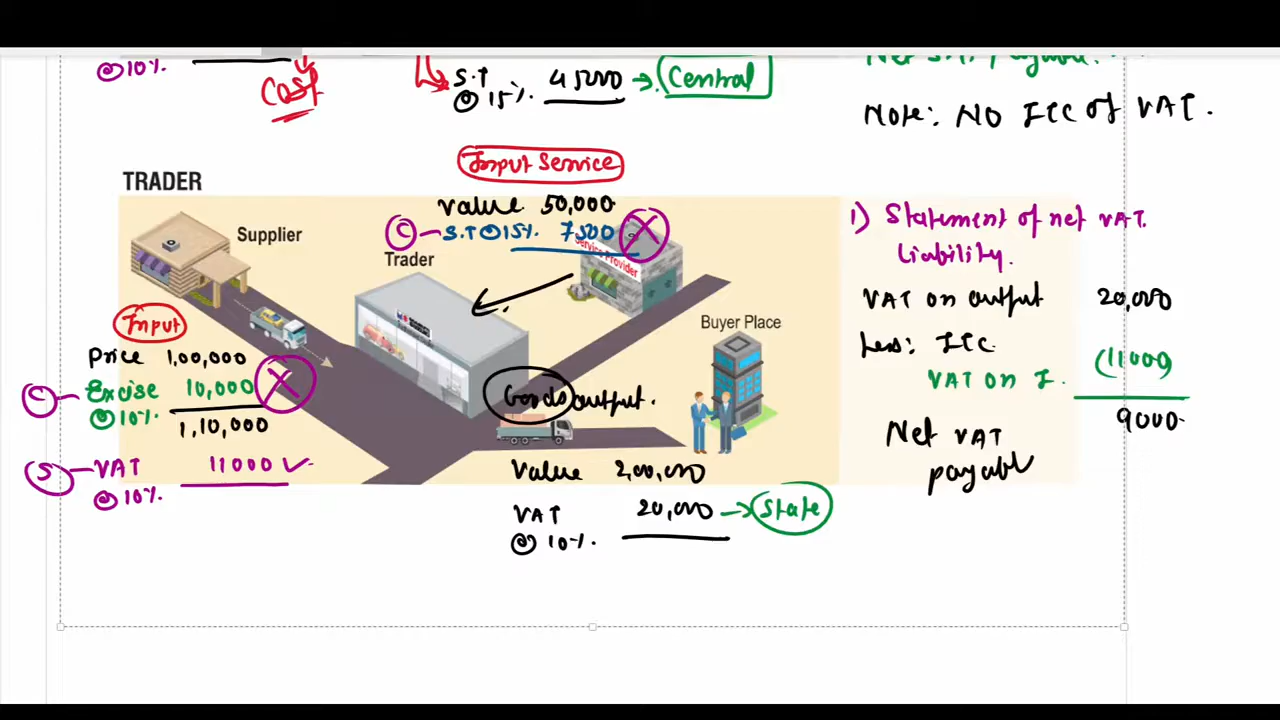 @10%
Cost
S.T 45000 → Central
@ 15%
Note: NO ITC of VAT.
TRADER
Input Service
Value 50,000
C - S.T @ 15% 7500
Supplier
Trader
Service Provider
Buyer Place
Input
Price 1,00,000
C - Excise 10,000
@ 10%
1,10,000
S - VAT 11000 ✓
@ 10%
Goods output.
Value 2,00,000
VAT 20,000 → State
@ 10%
1) Statement of net VAT
liability.
VAT on output 20,000
Less: ITC
VAT on I. (11000)
9000
Net VAT
payable